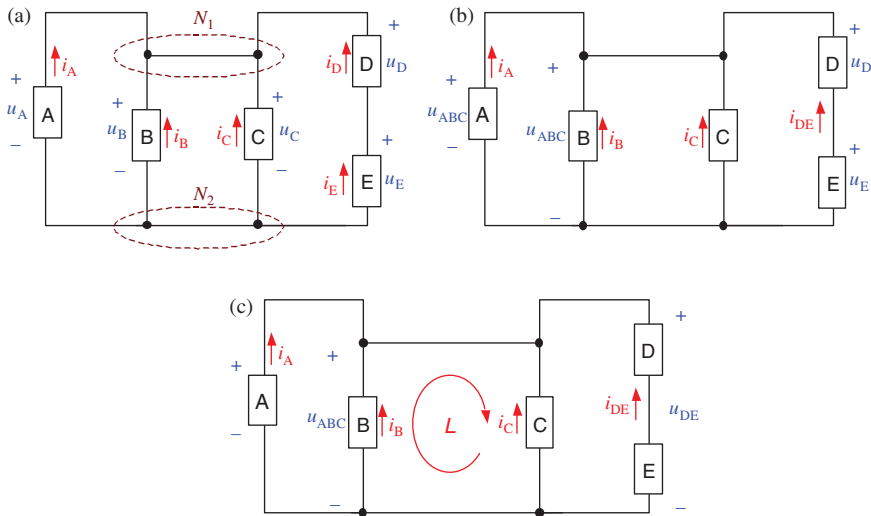 (a)
N1
+
iA
uA
A
−
+
uB
B
iB
−
iC
C
+
uC
−
iD
D
+
uD
iE
E
+
uE
−
N2
(b)
+
iA
uABC
A
−
+
uABC
B
iB
−
iC
C
D
+
uD
iDE
E
+
uE
−
(c)
+
iA
A
−
+
uABC
B
iB
−
L
iC
C
D
+
iDE
uDE
E
−